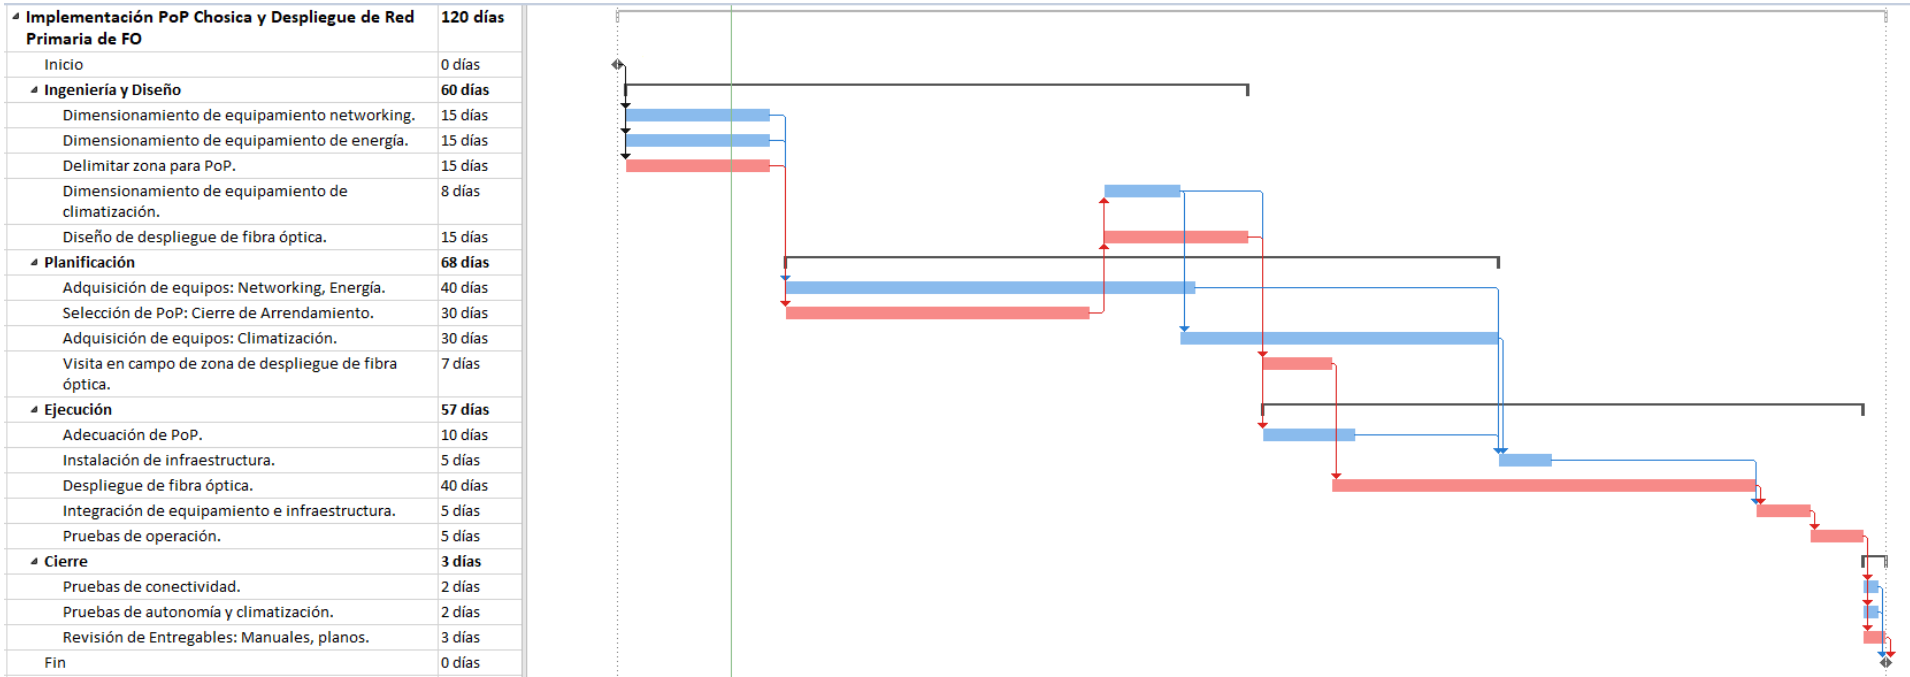 Implementación PoP Chosica y Despliegue de Red 120 días
Primaria de FO
Inicio 0 días
Ingeniería y Diseño 60 días
Dimensionamiento de equipamiento networking. 15 días
Dimensionamiento de equipamiento de energía. 15 días
Delimitar zona para PoP. 15 días
Dimensionamiento de equipamiento de 8 días
climatización.
Diseño de despliegue de fibra óptica. 15 días
Planificación 68 días
Adquisición de equipos: Networking, Energía. 40 días
Selección de PoP: Cierre de Arrendamiento. 30 días
Adquisición de equipos: Climatización. 30 días
Visita en campo de zona de despliegue de fibra 7 días
óptica.
Ejecución 57 días
Adecuación de PoP. 10 días
Instalación de infraestructura. 5 días
Despliegue de fibra óptica. 40 días
Integración de equipamiento e infraestructura. 5 días
Pruebas de operación. 5 días
Cierre 3 días
Pruebas de conectividad. 2 días
Pruebas de autonomía y climatización. 2 días
Revisión de Entregables: Manuales, planos. 3 días
Fin 0 días